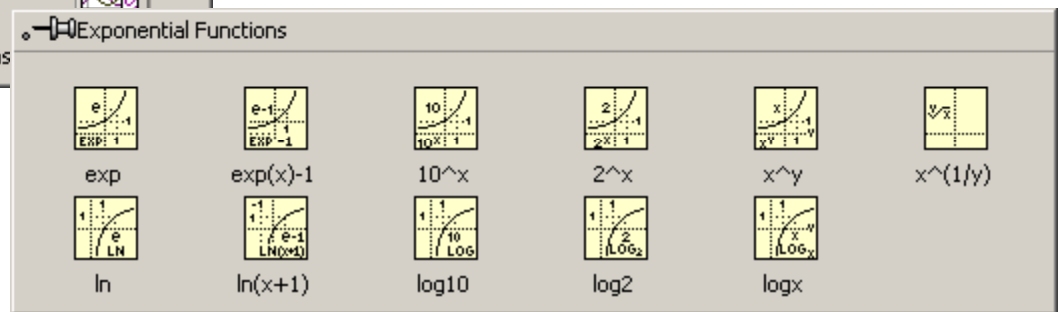 Exponential Functions
exp exp(x)-1 10^x 2^x x^y x^(1/y)
ln ln(x+1) log10 log2 logx